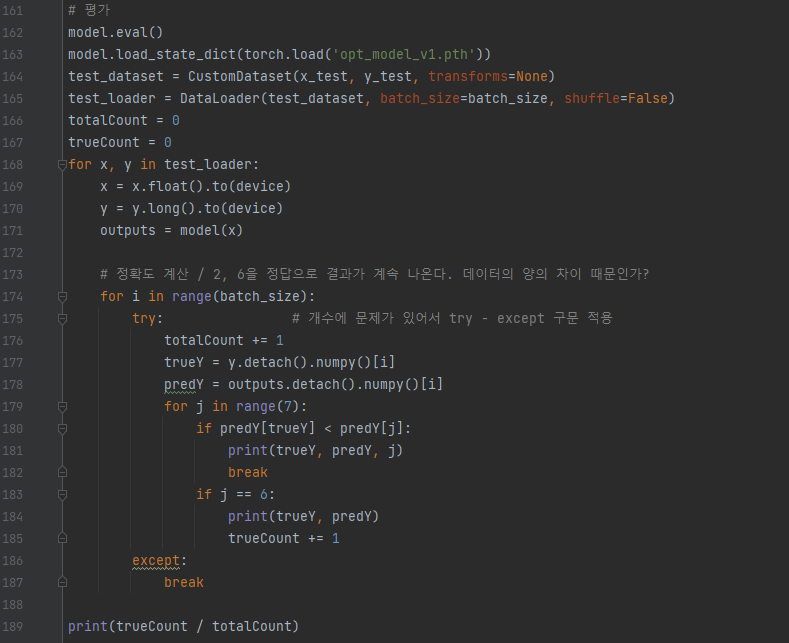 161 # 평가
162 model.eval()
163 model.load_state_dict(torch.load('opt_model_v1.pth'))
164 test_dataset = CustomDataset(x_test, y_test, transforms=None)
165 test_loader = DataLoader(test_dataset, batch_size=batch_size, shuffle=False)
166 totalCount = 0
167 trueCount = 0
168 for x, y in test_loader:
169     x = x.float().to(device)
170     y = y.long().to(device)
171     outputs = model(x)
172
173     # 정확도 계산 / 2, 6을 정답으로 결과가 계속 나온다. 데이터의 양의 차이 때문인가?
174     for i in range(batch_size):
175         try:                # 개수에 문제가 있어서 try - except 구문 적용
176             totalCount += 1
177             trueY = y.detach().numpy()[i]
178             predY = outputs.detach().numpy()[i]
179             for j in range(7):
180                 if predY[trueY] < predY[j]:
181                     print(trueY, predY, j)
182                     break
183                 if j == 6:
184                     print(trueY, predY)
185                     trueCount += 1
186         except:
187             break
188
189 print(trueCount / totalCount)